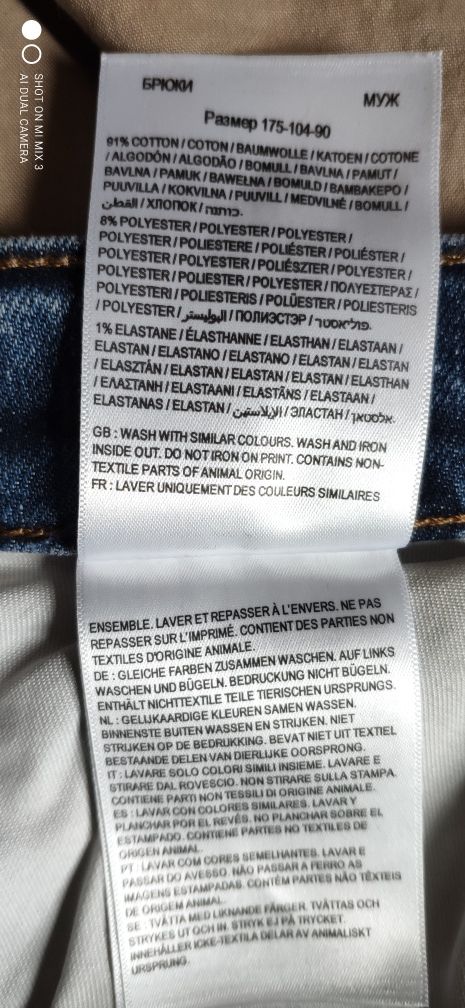 SHOT ON MI MIX 3
AI DUAL CAMERA
БРЮКИ
МУЖ
Размер 175-104-90
91% COTTON / COTON / BAUMWOLLE / KATOEN / COTONE
/ ALGODÓN / ALGODÃO / BOMULL / BAVLNA / PAMUT /
BAVLNA / PAMUK / BAWEŁNA / BOMULD / ΒΑΜΒΑΚΕΡΟ /
PUUVILLA / KOKVILNA / PUUVILL / MEDVILNĖ / BOMULL /
القطن / ХЛОПОК / כותנה.
8% POLYESTER / POLYESTER / POLYESTER /
POLYESTER / POLIESTERE / POLIÉSTER / POLIÉSTER /
POLYESTER / POLYESTER / POLIÉSZTER / POLYESTER /
POLYESTER / POLIESTER / POLYESTER / ΠΟΛΥΕΣΤΕΡΑΣ /
POLYESTERI / POLIESTERIS / POLÜESTER / POLIESTERIS
/ POLYESTER / البوليستر / ПОЛИЭСТЭР / פוליאסטר.
1% ELASTANE / ÉLASTHANNE / ELASTHAN / ELASTAAN /
ELASTAN / ELASTANO / ELASTANO / ELASTAN / ELASTAN
/ ELASZTÁN / ELASTAN / ELASTAN / ELASTAN / ELASTHAN
/ ΕΛΑΣΤΑΝΗ / ELASTAANI / ELASTĀNS / ELASTAAN /
ELASTANAS / ELASTAN / الإيلاستين / ЭЛАСТАН / אלסטאן.
GB : WASH WITH SIMILAR COLOURS. WASH AND IRON
INSIDE OUT. DO NOT IRON ON PRINT. CONTAINS NON-
TEXTILE PARTS OF ANIMAL ORIGIN.
FR : LAVER UNIQUEMENT DES COULEURS SIMILAIRES
ENSEMBLE. LAVER ET REPASSER À L'ENVERS. NE PAS
REPASSER SUR L'IMPRIMÉ. CONTIENT DES PARTIES NON
TEXTILES D'ORIGINE ANIMALE.
DE : GLEICHE FARBEN ZUSAMMEN WASCHEN. AUF LINKS
WASCHEN UND BÜGELN. BEDRUCKUNG NICHT BÜGELN.
ENTHÄLT NICHTTEXTILE TEILE TIERISCHEN URSPRUNGS.
NL : GELIJKAARDIGE KLEUREN SAMEN WASSEN.
BINNENSTE BUITEN WASSEN EN STRIJKEN. NIET
STRIJKEN OP DE BEDRUKKING. BEVAT NIET UIT TEXTIEL
BESTAANDE DELEN VAN DIERLIJKE OORSPRONG.
IT : LAVARE SOLO COLORI SIMILI INSIEME. LAVARE E
STIRARE DAL ROVESCIO. NON STIRARE SULLA STAMPA.
CONTIENE PARTI NON TESSILI DI ORIGINE ANIMALE.
ES : LAVAR CON COLORES SIMILARES. LAVAR Y
PLANCHAR POR EL REVÉS. NO PLANCHAR SOBRE EL
ESTAMPADO. CONTIENE PARTES NO TEXTILES DE
ORIGEN ANIMAL.
PT : LAVAR COM CORES SEMELHANTES. LAVAR E
PASSAR DO AVESSO. NÃO PASSAR A FERRO AS
IMAGENS ESTAMPADAS. CONTÉM PARTES NÃO TÊXTEIS
DE ORIGEM ANIMAL.
SE : TVÄTTA MED LIKNANDE FÄRGER. TVÄTTAS OCH
STRYKES UT OCH IN. STRYK EJ PÅ TRYCKET.
INNEHÅLLER ICKE-TEXTILA DELAR AV ANIMALISKT
URSPRUNG.